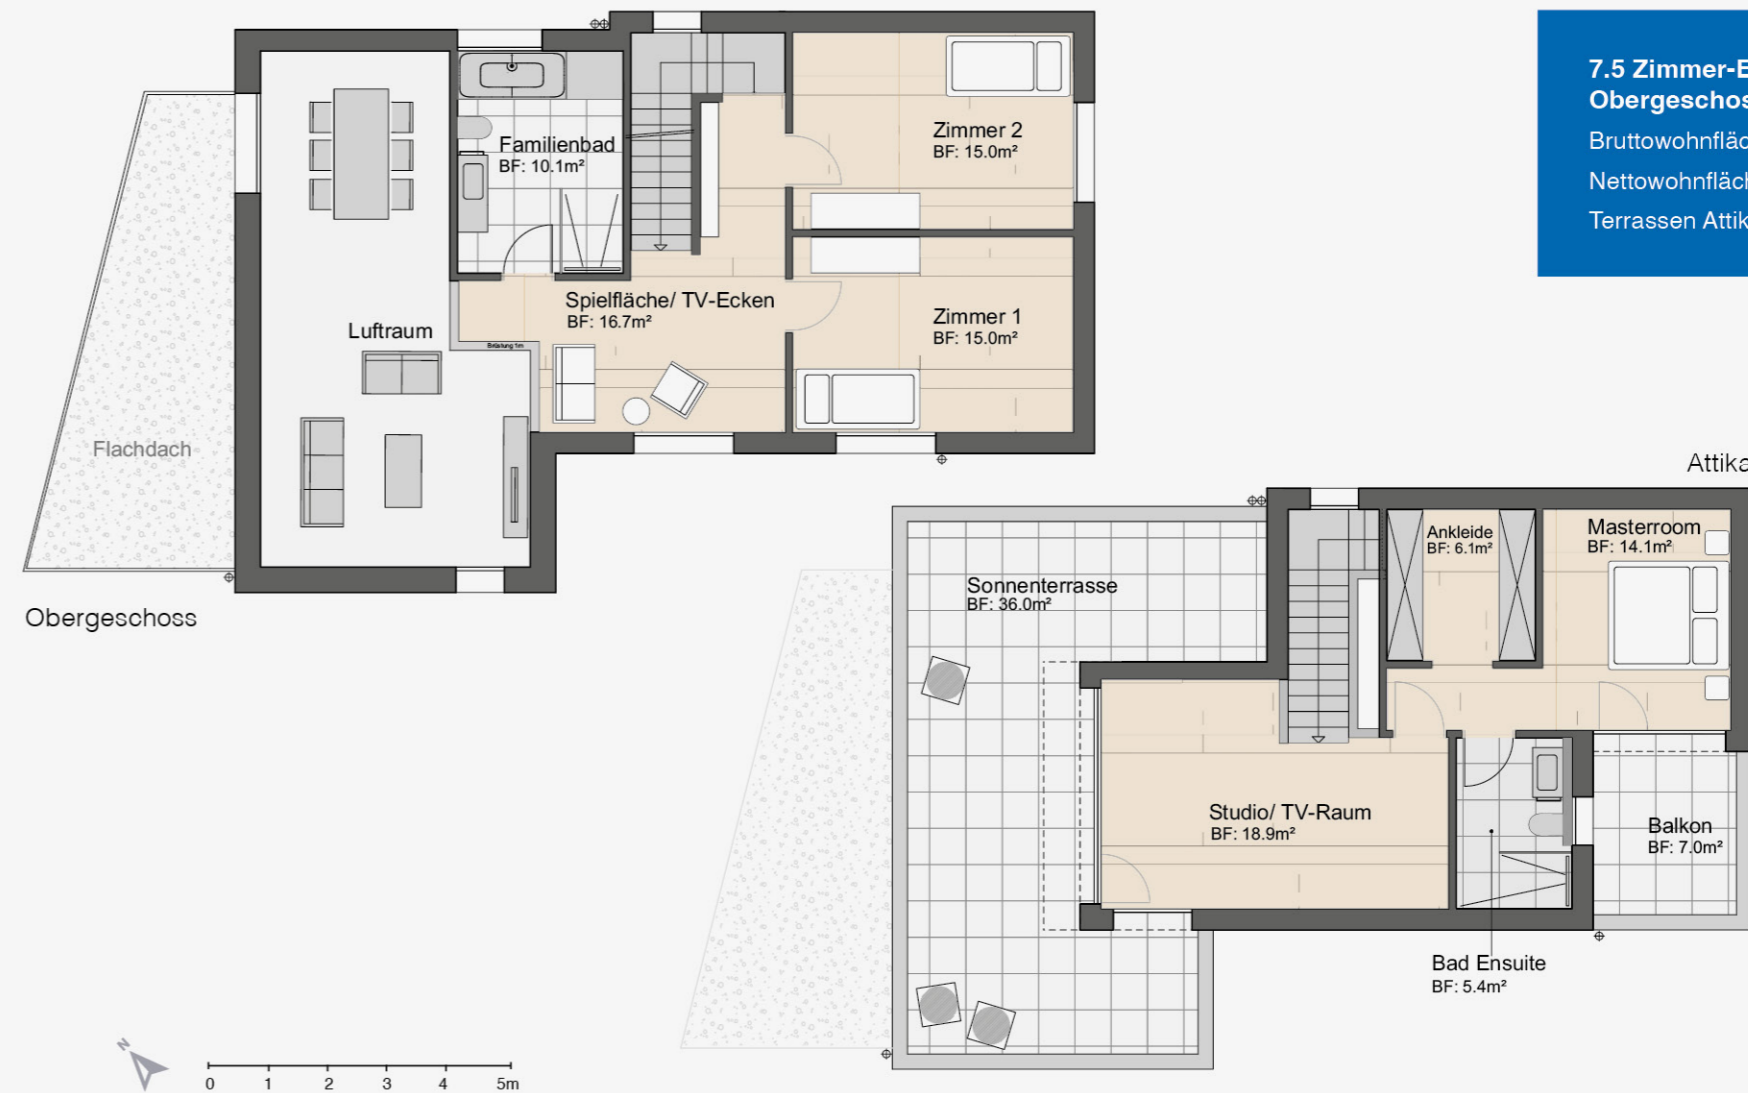 7.5 Zimmer-E
Obergeschos
Bruttowohnfläc
Nettowohnfläch
Terrassen Attik
Familienbad
BF: 10.1m²
Zimmer 2
BF: 15.0m²
Spielfläche/ TV-Ecken
BF: 16.7m²
Brüstung 1m
Zimmer 1
BF: 15.0m²
Luftraum
Flachdach
Obergeschoss
Attika
Ankleide
BF: 6.1m²
Masterroom
BF: 14.1m²
Sonnenterrasse
BF: 36.0m²
Studio/ TV-Raum
BF: 18.9m²
Balkon
BF: 7.0m²
Bad Ensuite
BF: 5.4m²
N
0 1 2 3 4 5m